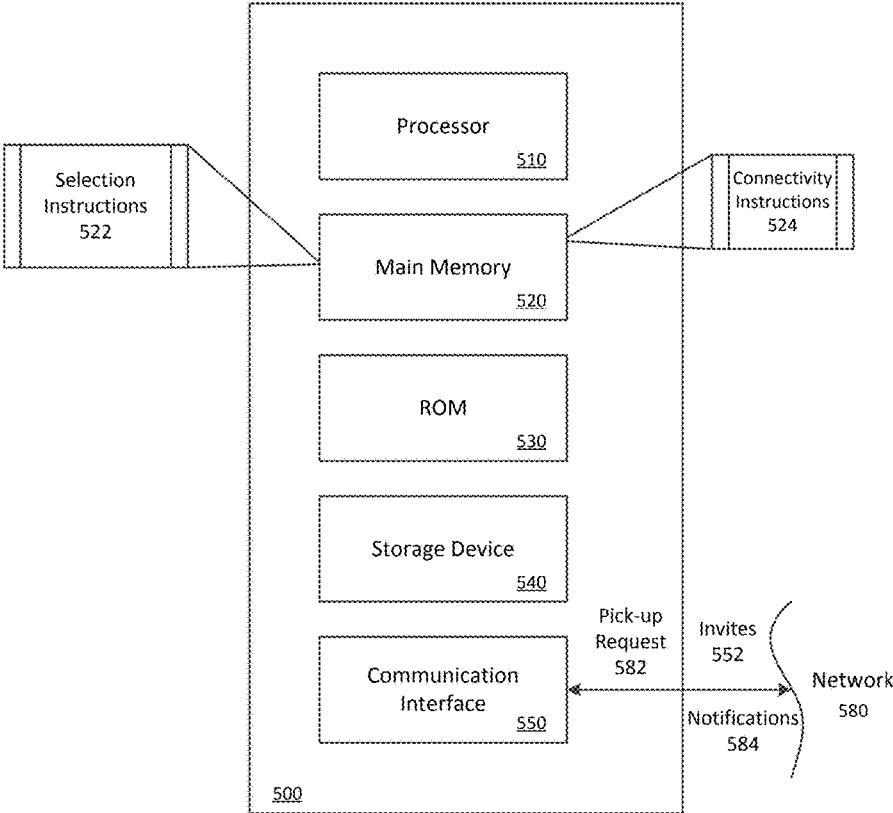 Processor
510
Selection
Instructions
522
Connectivity
Instructions
524
Main Memory
520
ROM
530
Storage Device
540
Pick-up
Request
582
Invites
552
Communication
Interface
550
Network
580
Notifications
584
500